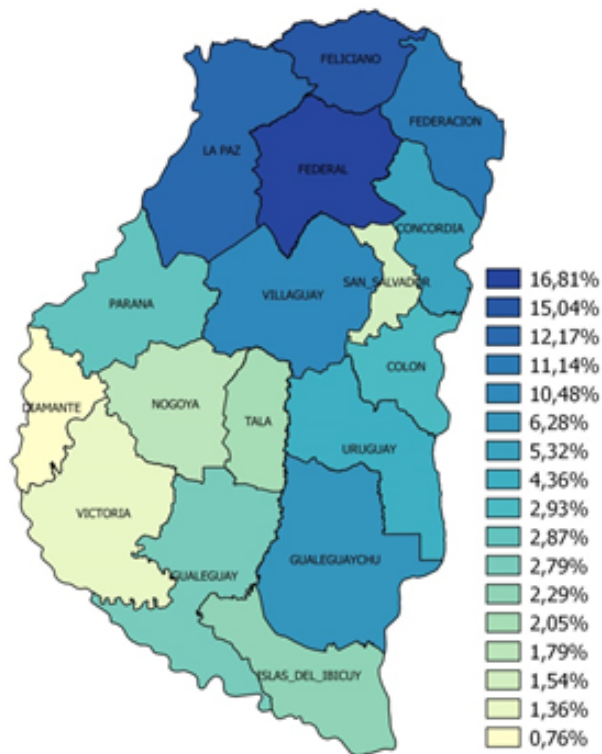 FELICIANO
FEDERACION
LA PAZ
FEDERAL
CONCORDIA
SAN_SALVADOR
VILLAGUAY
PARANA
COLON
DIAMANTE
NOGOYA
TALA
URUGUAY
VICTORIA
GUALEGUAYCHU
GUALEGUAY
ISLAS_DEL_IBICUY
16,81%
15,04%
12,17%
11,14%
10,48%
6,28%
5,32%
4,36%
2,93%
2,87%
2,79%
2,29%
2,05%
1,79%
1,54%
1,36%
0,76%